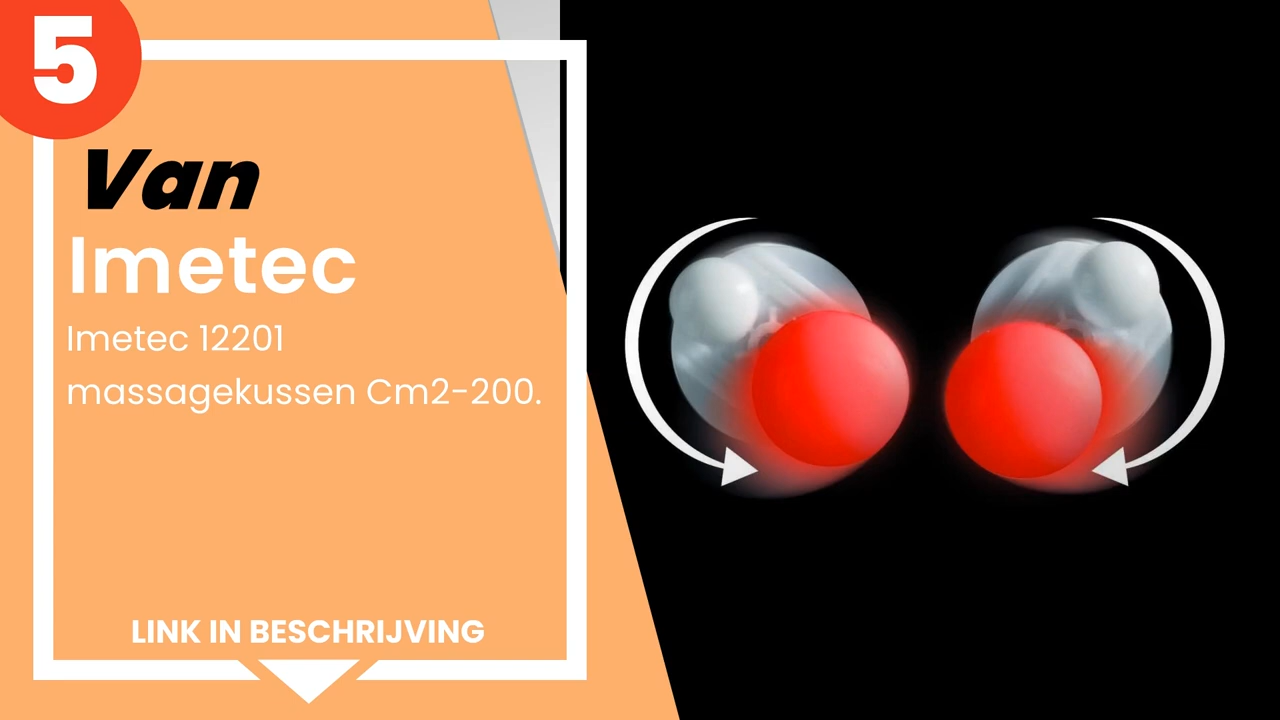 5
Van
Imetec
Imetec 12201
massagekussen Cm2-200.
LINK IN BESCHRIJVING